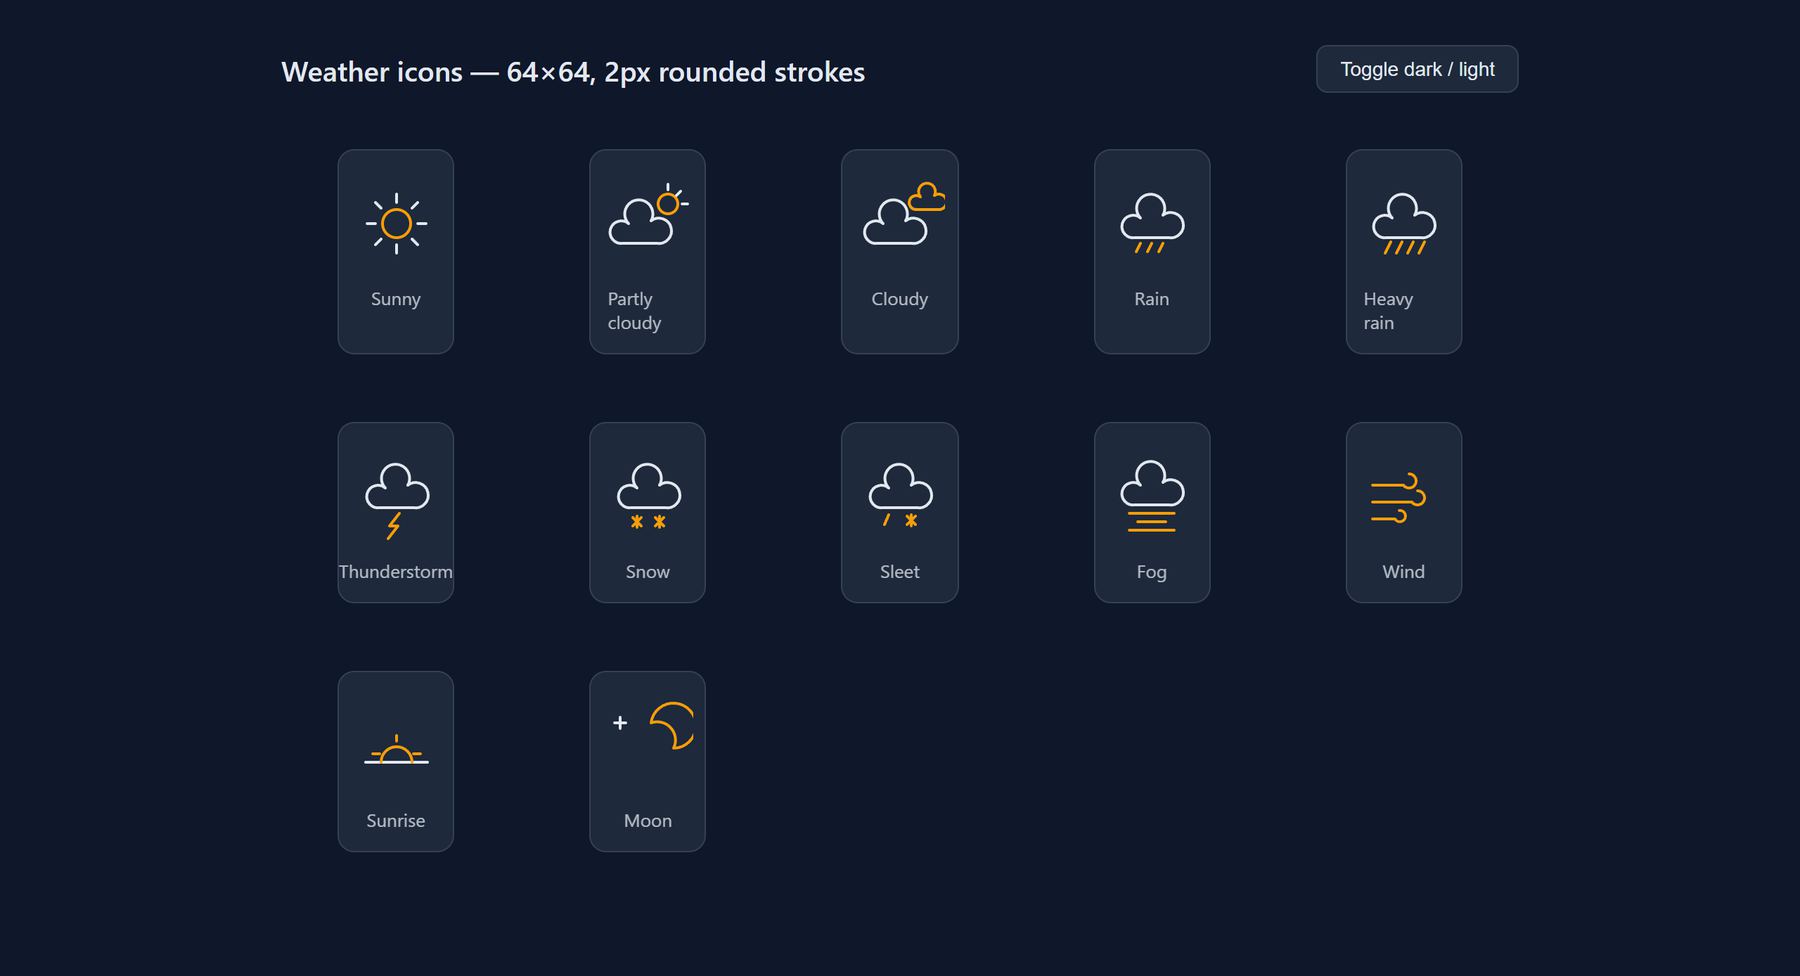 Weather icons — 64×64, 2px rounded strokes
Toggle dark / light
Sunny
Partly
cloudy
Cloudy
Rain
Heavy
rain
Thunderstorm
Snow
Sleet
Fog
Wind
Sunrise
Moon